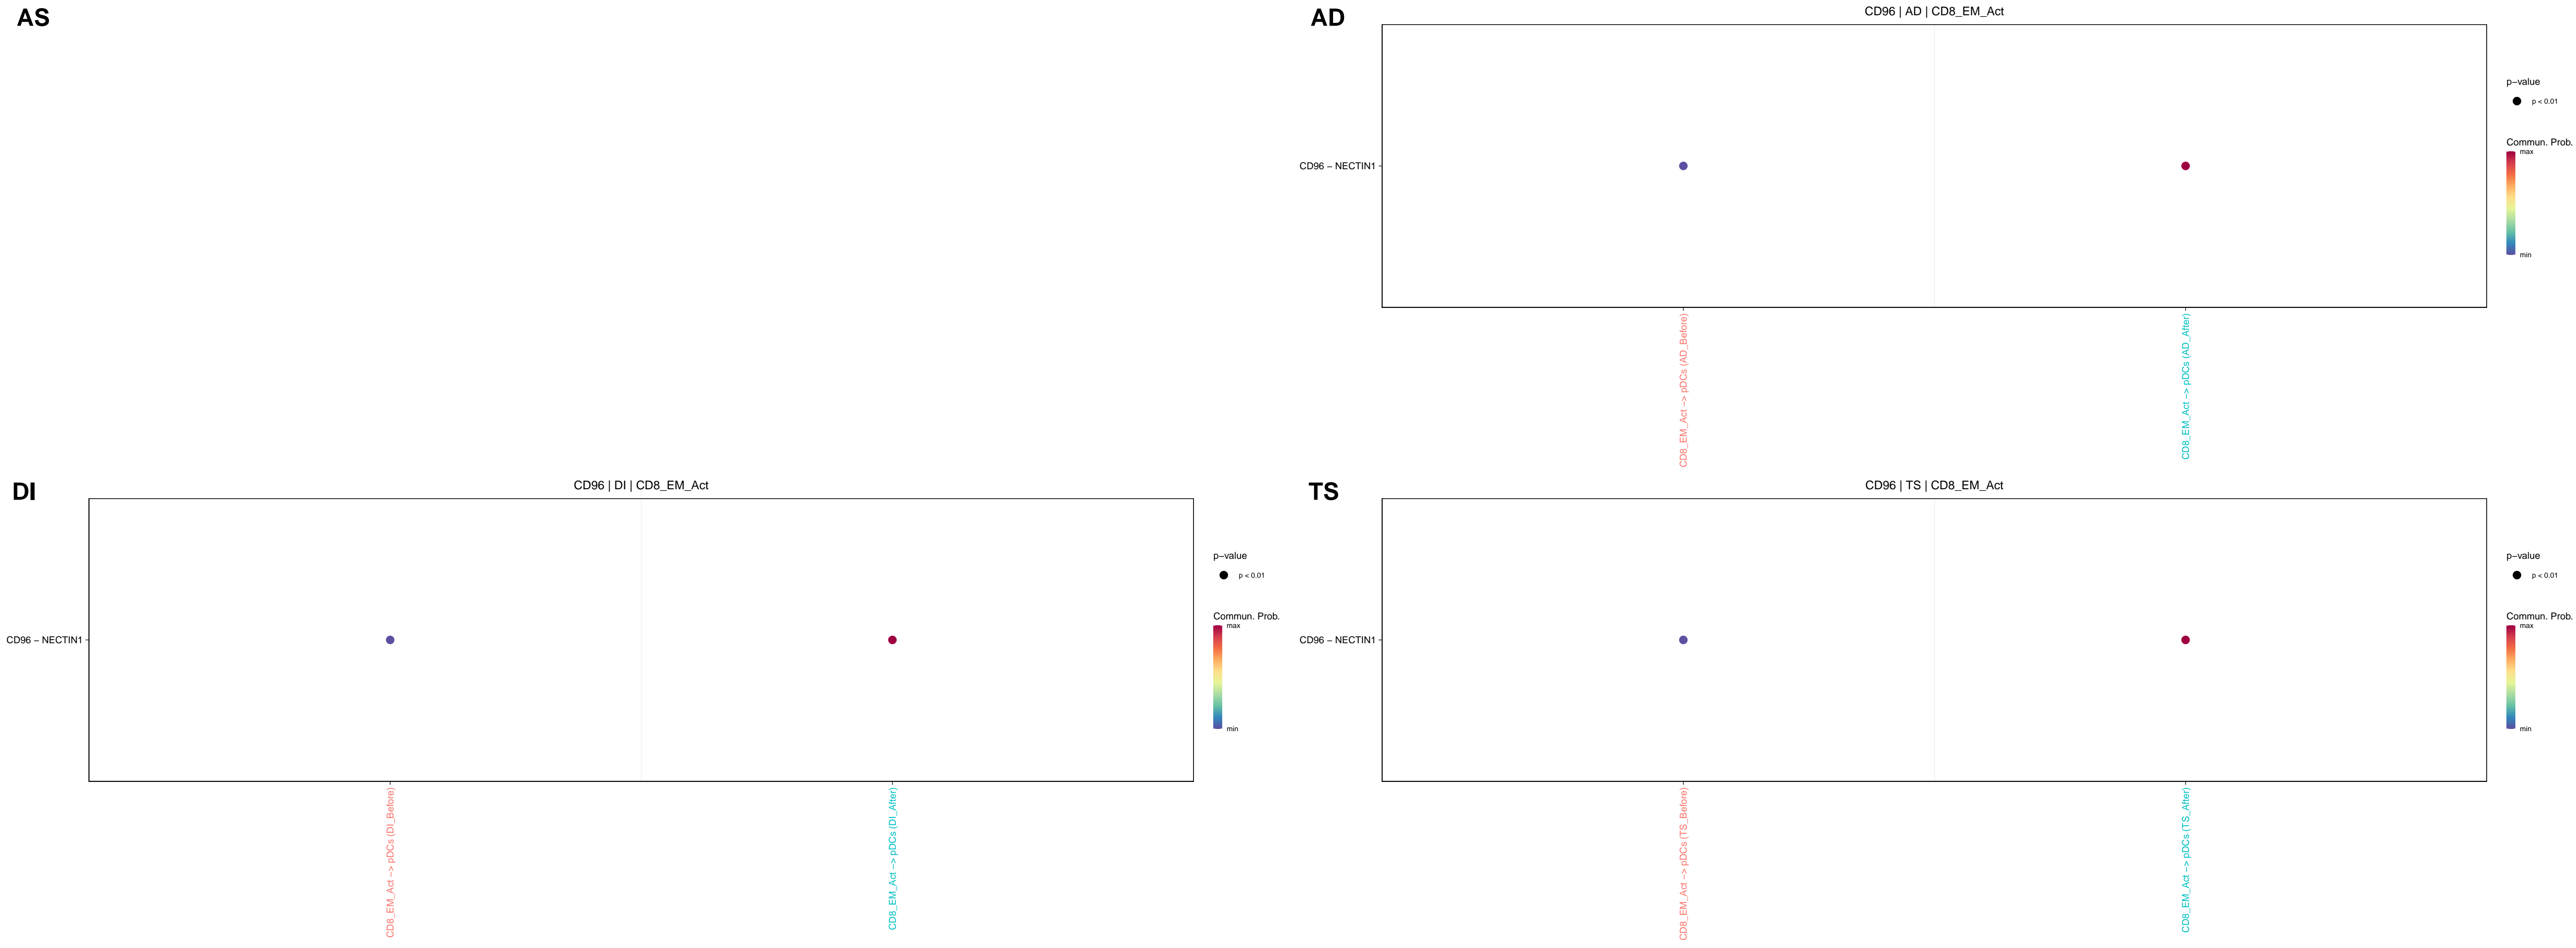 AS
AD
CD96 | AD | CD8_EM_Act
CD96 − NECTIN1
CD8_EM_Act −> pDCs (AD_Before)
CD8_EM_Act −> pDCs (AD_After)
p−value
p < 0.01
Commun. Prob.
max
min
DI
CD96 | DI | CD8_EM_Act
CD96 − NECTIN1
CD8_EM_Act −> pDCs (DI_Before)
CD8_EM_Act −> pDCs (DI_After)
p−value
p < 0.01
Commun. Prob.
max
min
TS
CD96 | TS | CD8_EM_Act
CD96 − NECTIN1
CD8_EM_Act −> pDCs (TS_Before)
CD8_EM_Act −> pDCs (TS_After)
p−value
p < 0.01
Commun. Prob.
max
min